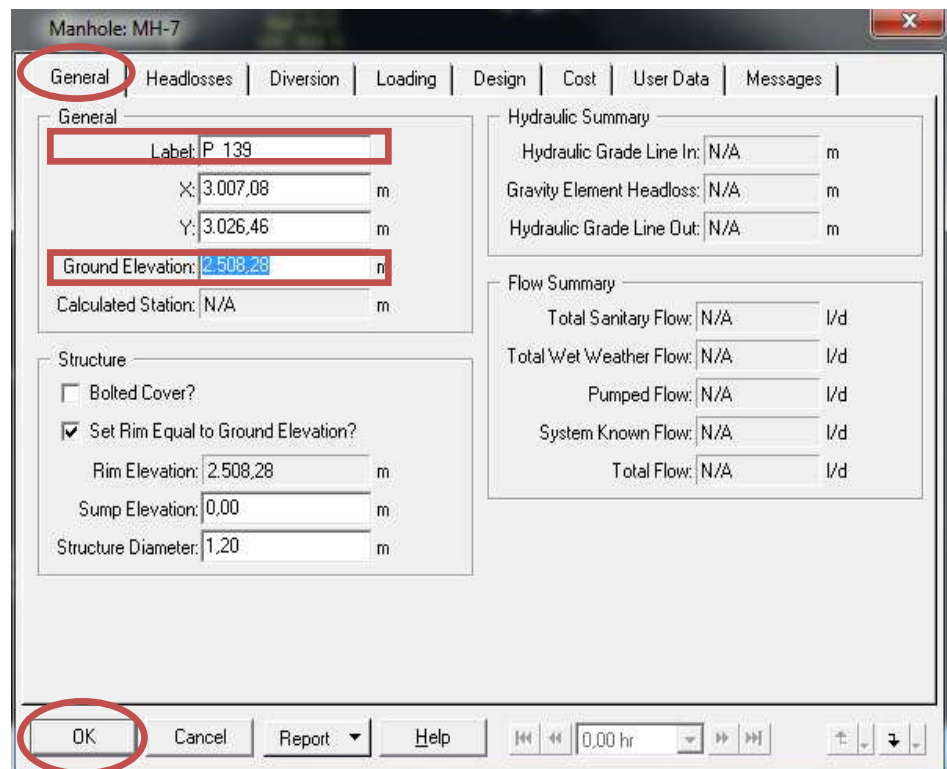 Manhole: MH-7
General Headlosses Diversion Loading Design Cost User Data Messages
General
Label: P 139
X: 3.007,08 m
Y: 3.026,46 m
Ground Elevation: 2.508,28 m
Calculated Station: N/A m
Structure
Bolted Cover?
Set Rim Equal to Ground Elevation?
Rim Elevation: 2.508,28 m
Sump Elevation: 0,00 m
Structure Diameter: 1,20 m
Hydraulic Summary
Hydraulic Grade Line In: N/A m
Gravity Element Headloss: N/A m
Hydraulic Grade Line Out: N/A m
Flow Summary
Total Sanitary Flow: N/A l/d
Total Wet Weather Flow: N/A l/d
Pumped Flow: N/A l/d
System Known Flow: N/A l/d
Total Flow: N/A l/d
OK Cancel Report Help 0,00 hr